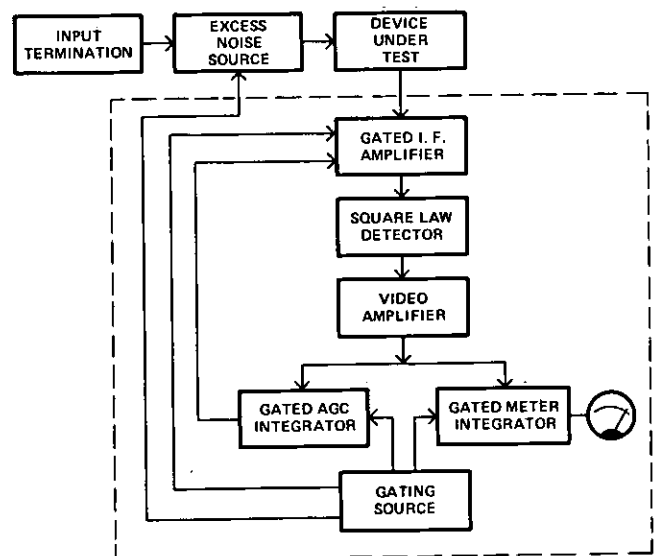 INPUT
TERMINATION
EXCESS
NOISE
SOURCE
DEVICE
UNDER
TEST
GATED I.F.
AMPLIFIER
SQUARE LAW
DETECTOR
VIDEO
AMPLIFIER
GATED AGC
INTEGRATOR
GATED METER
INTEGRATOR
GATING
SOURCE